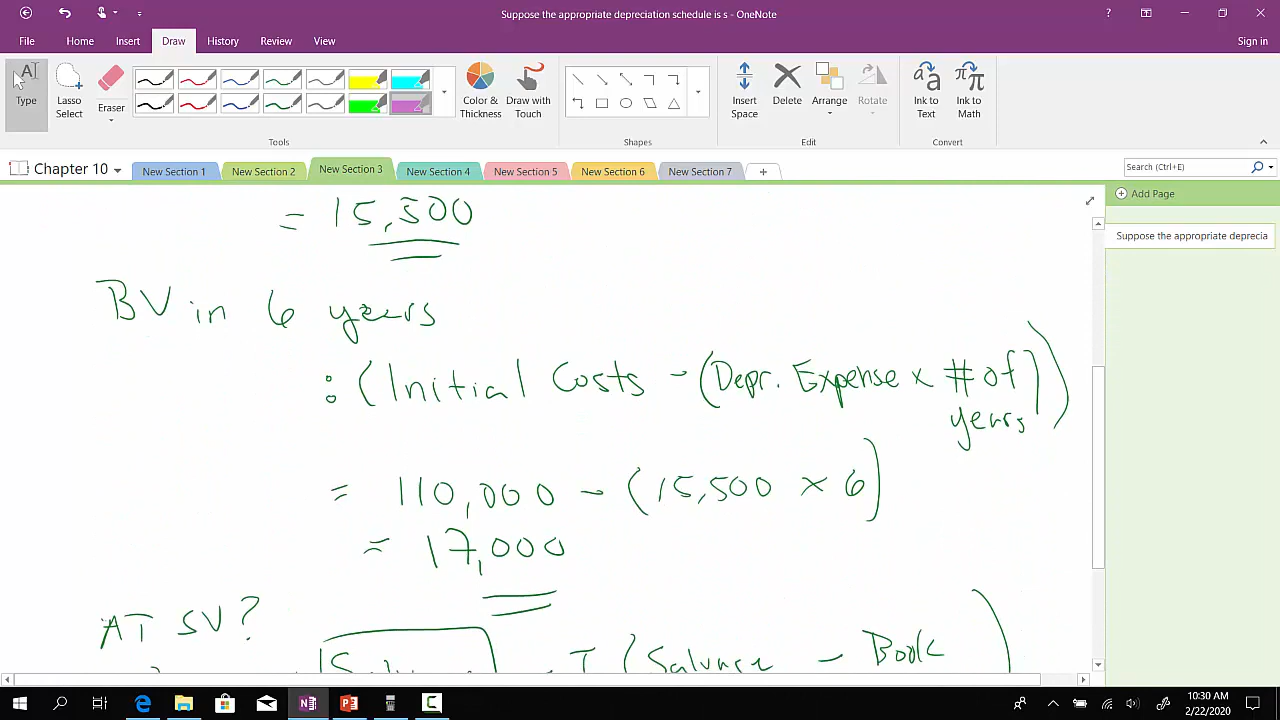 Suppose the appropriate depreciation schedule is s - OneNote
File Home Insert Draw History Review View
Sign in
Type
Lasso Select
Eraser
Color & Thickness
Draw with Touch
Insert Space
Delete
Arrange
Rotate
Ink to Text
Ink to Math
Tools
Shapes
Edit
Convert
Chapter 10
New Section 1
New Section 2
New Section 3
New Section 4
New Section 5
New Section 6
New Section 7
Search (Ctrl+E)
Add Page
Suppose the appropriate deprecia
= 15,500
BV in 6 years
: (Initial Costs - (Depr. Expense x # of
years))
= 110,000 - (15,500 x 6)
= 17,000
AT SV?
Salvage - T (Salvage - Book
10:30 AM
2/22/2020